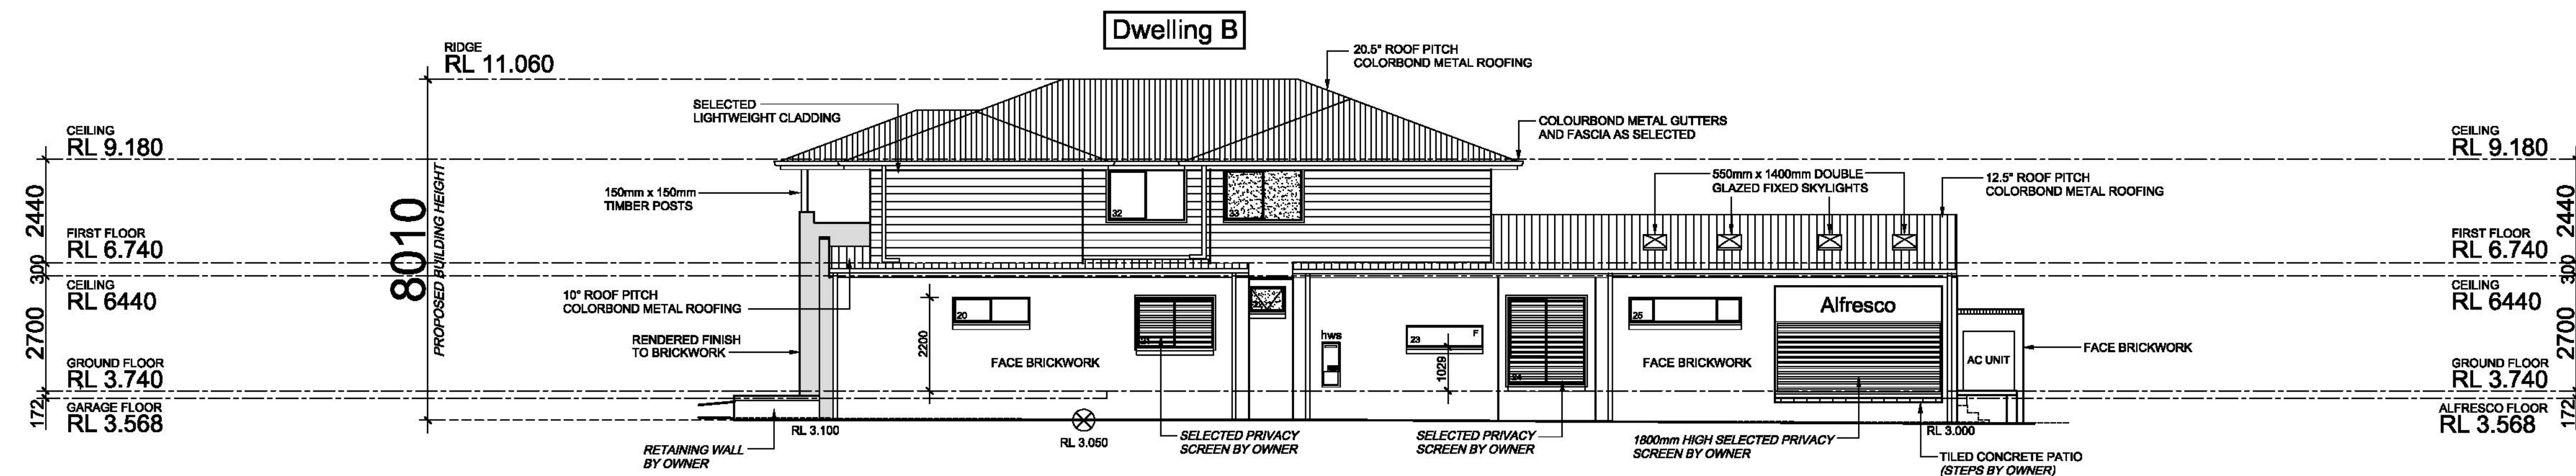 Dwelling B
RIDGE
RL 11.060
20.5° ROOF PITCH
COLORBOND METAL ROOFING
SELECTED
LIGHTWEIGHT CLADDING
COLOURBOND METAL GUTTERS
AND FASCIA AS SELECTED
CEILING
RL 9.180
CEILING
RL 9.180
150mm x 150mm
TIMBER POSTS
550mm x 1400mm DOUBLE
GLAZED FIXED SKYLIGHTS
12.5° ROOF PITCH
COLORBOND METAL ROOFING
2440
8010
PROPOSED BUILDING HEIGHT
32
33
2440
FIRST FLOOR
RL 6.740
FIRST FLOOR
RL 6.740
300
300
CEILING
RL 6440
CEILING
RL 6440
10° ROOF PITCH
COLORBOND METAL ROOFING
20
Alfresco
25
2700
2200
hws
23
F
2700
RENDERED FINISH
TO BRICKWORK
FACE BRICKWORK
1029
24
FACE BRICKWORK
AC UNIT
FACE BRICKWORK
GROUND FLOOR
RL 3.740
GROUND FLOOR
RL 3.740
172
GARAGE FLOOR
RL 3.568
ALFRESCO FLOOR
RL 3.568
172
RL 3.100
RL 3.050
RL 3.000
RETAINING WALL
BY OWNER
SELECTED PRIVACY
SCREEN BY OWNER
SELECTED PRIVACY
SCREEN BY OWNER
1800mm HIGH SELECTED PRIVACY
SCREEN BY OWNER
TILED CONCRETE PATIO
(STEPS BY OWNER)